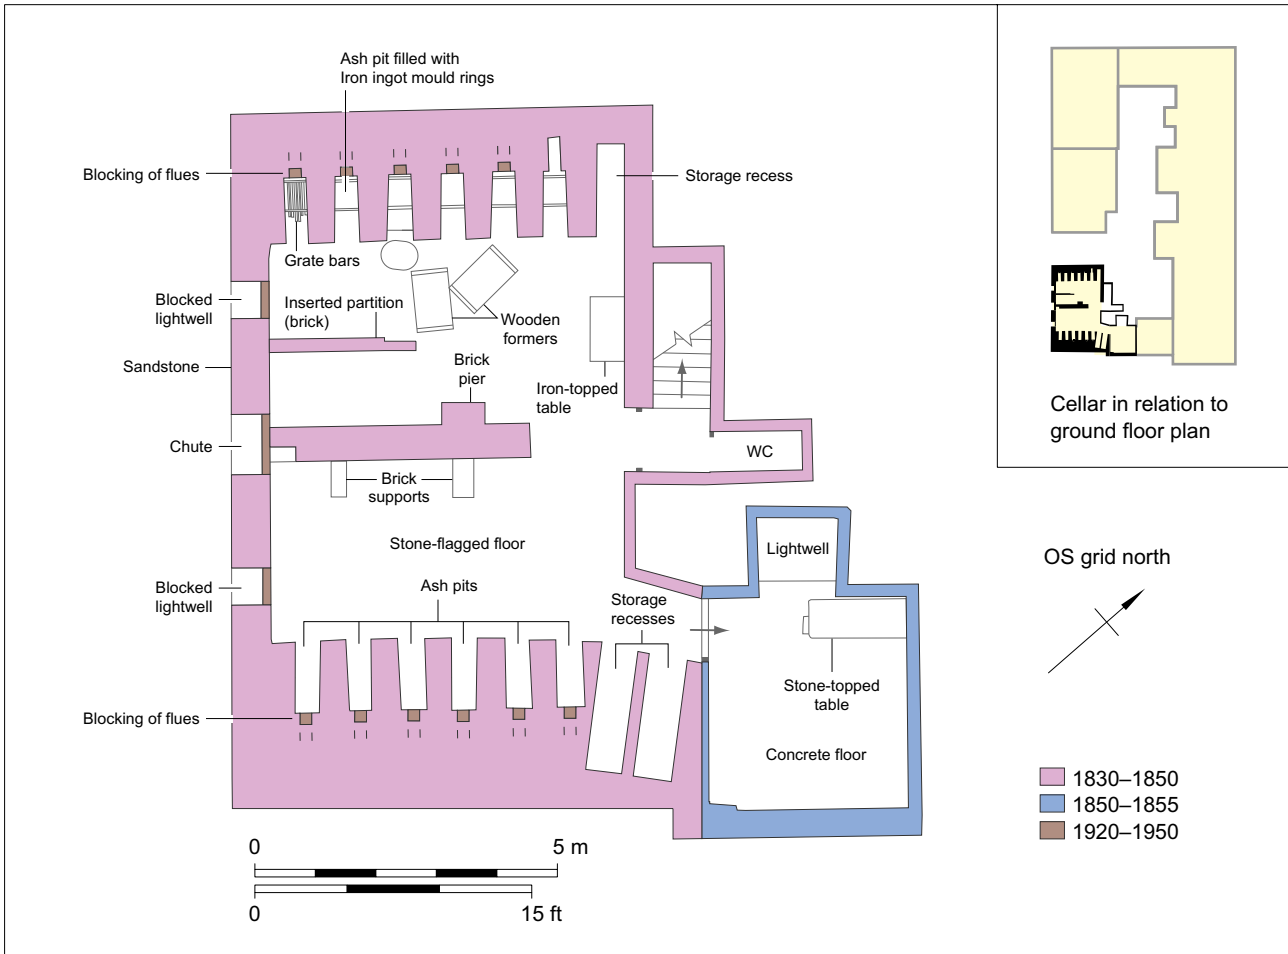 Ash pit filled with
Iron ingot mould rings
Blocking of flues
Storage recess
Grate bars
Blocked
lightwell
Inserted partition
(brick)
Wooden
formers
Sandstone
Brick
pier
Iron-topped
table
Cellar in relation to
ground floor plan
Chute
WC
Brick
supports
Stone-flagged floor
Lightwell
OS grid north
Blocked
lightwell
Ash pits
Storage
recesses
Stone-topped
table
Blocking of flues
Concrete floor
1830–1850
1850–1855
1920–1950
0
5 m
0
15 ft